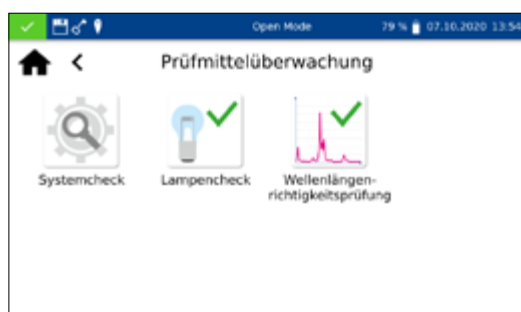 Open Mode 79 % 07.10.2020 13:54
Prüfmittelüberwachung
Systemcheck Lampencheck Wellenlängen-
richtigkeitsprüfung